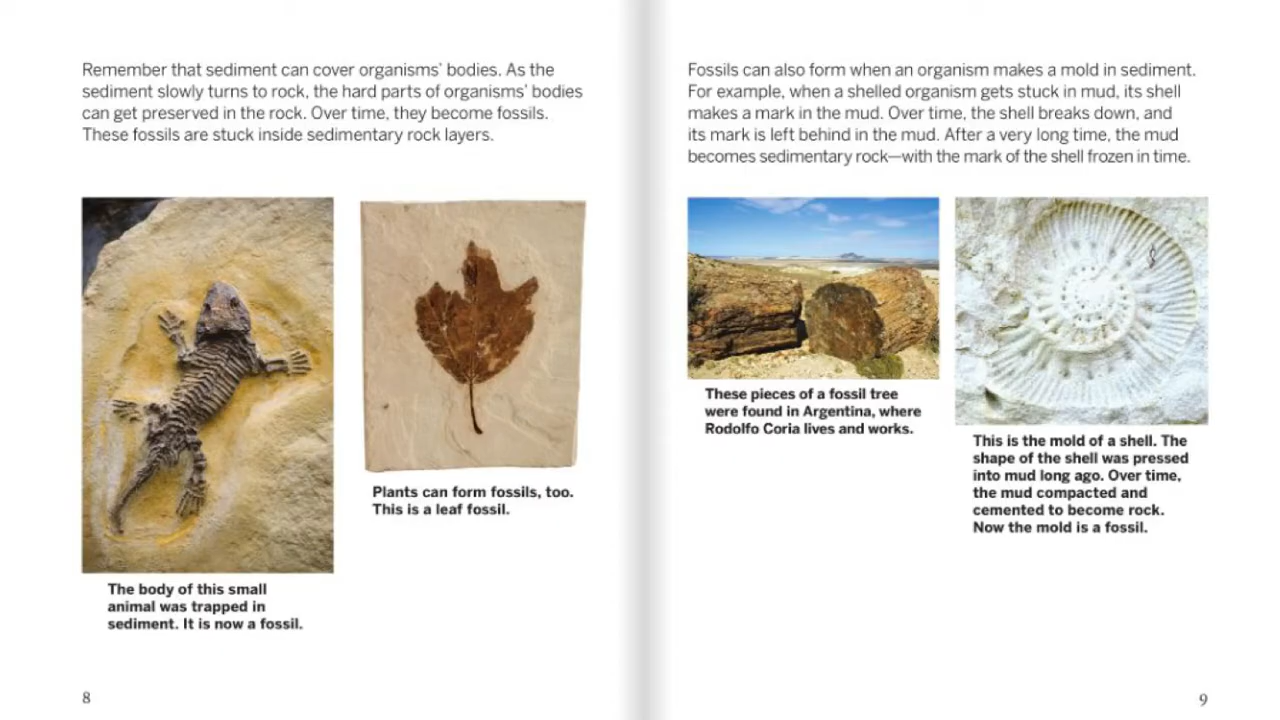 Remember that sediment can cover organisms' bodies. As the
sediment slowly turns to rock, the hard parts of organisms' bodies
can get preserved in the rock. Over time, they become fossils.
These fossils are stuck inside sedimentary rock layers.
The body of this small
animal was trapped in
sediment. It is now a fossil.
Plants can form fossils, too.
This is a leaf fossil.
8
Fossils can also form when an organism makes a mold in sediment.
For example, when a shelled organism gets stuck in mud, its shell
makes a mark in the mud. Over time, the shell breaks down, and
its mark is left behind in the mud. After a very long time, the mud
becomes sedimentary rock—with the mark of the shell frozen in time.
These pieces of a fossil tree
were found in Argentina, where
Rodolfo Coria lives and works.
This is the mold of a shell. The
shape of the shell was pressed
into mud long ago. Over time,
the mud compacted and
cemented to become rock.
Now the mold is a fossil.
9